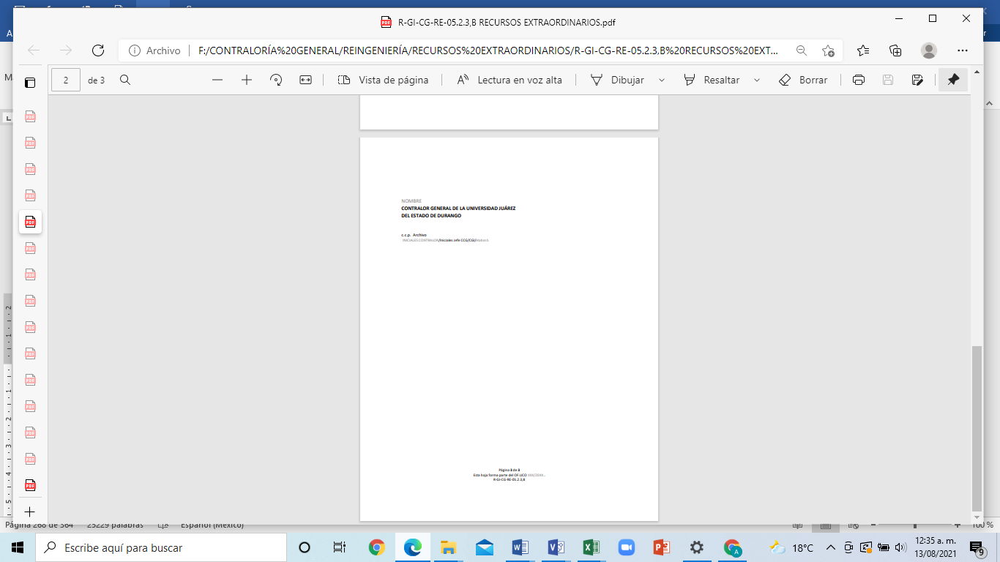 R-GI-CG-RE-05.2.3,B RECURSOS EXTRAORDINARIOS.pdf
Archivo
F:/CONTRALORÍA%20GENERAL/REINGENIERÍA/RECURSOS%20EXTRAORDINARIOS/R-GI-CG-RE-05.2.3,B%20RECURSOS%20EXT...
2 de 3
Vista de página
Lectura en voz alta
Dibujar
Resaltar
Borrar
NOMBRE
CONTRALOR GENERAL DE LA UNIVERSIDAD JUÁREZ
DEL ESTADO DE DURANGO
c.c.p. Archivo
INICIALES CONTRALOR/Iniciales Jefe CCG/CGI/
Página 3 de 3
Esta hoja forma parte del OF.UCO XXX/20XX..
R-GI-CG-RE-05.2.3,B
Página 268 de 364 25229 palabras Español (México) 100 %
Escribe aquí para buscar
18°C
12:35 a. m.
13/08/2021
9